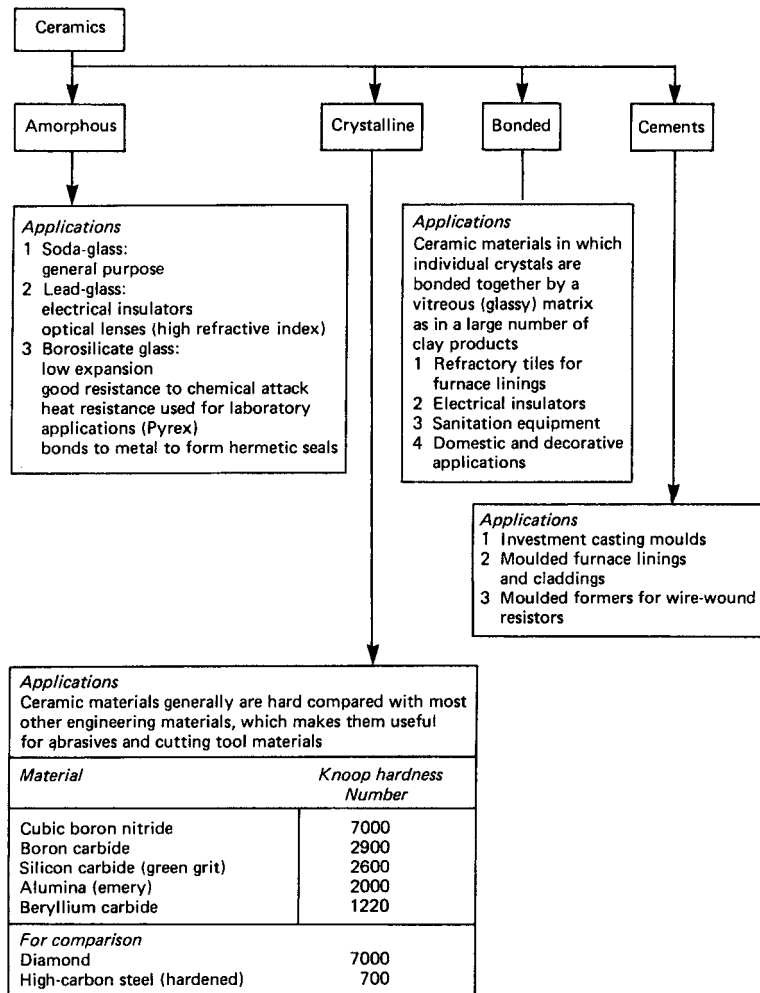 Ceramics
Amorphous
Crystalline
Bonded
Cements
Applications
1 Soda-glass:
general purpose
2 Lead-glass:
electrical insulators
optical lenses (high refractive index)
3 Borosilicate glass:
low expansion
good resistance to chemical attack
heat resistance used for laboratory
applications (Pyrex)
bonds to metal to form hermetic seals
Applications
Ceramic materials in which
individual crystals are
bonded together by a
vitreous (glassy) matrix
as in a large number of
clay products
1 Refractory tiles for
furnace linings
2 Electrical insulators
3 Sanitation equipment
4 Domestic and decorative
applications
Applications
1 Investment casting moulds
2 Moulded furnace linings
and claddings
3 Moulded formers for wire-wound
resistors
Applications
Ceramic materials generally are hard compared with most
other engineering materials, which makes them useful
for abrasives and cutting tool materials
Material Knoop hardness
Number
Cubic boron nitride 7000
Boron carbide 2900
Silicon carbide (green grit) 2600
Alumina (emery) 2000
Beryllium carbide 1220
For comparison
Diamond 7000
High-carbon steel (hardened) 700